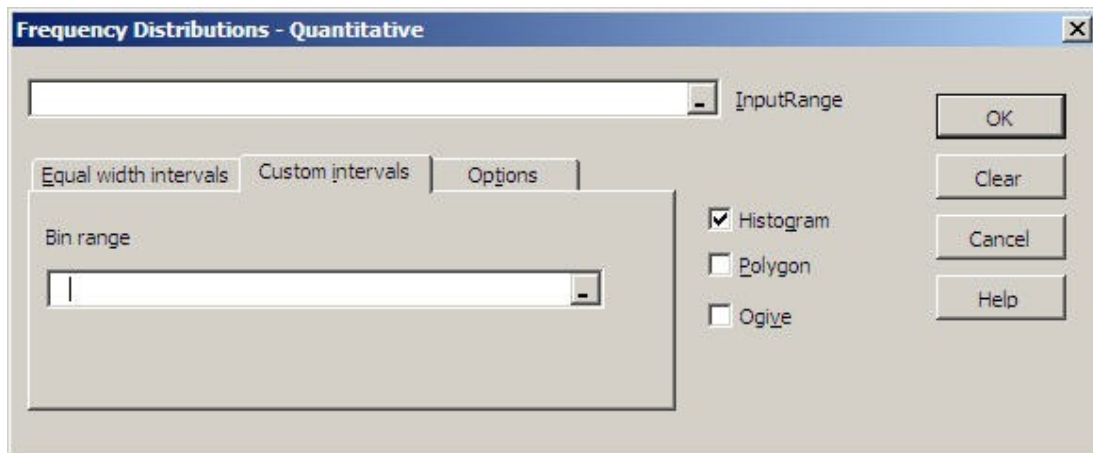 Frequency Distributions - Quantitative
InputRange
OK
Equal width intervals
Custom intervals
Options
Clear
Histogram
Bin range
Cancel
Polygon
Help
Ogive